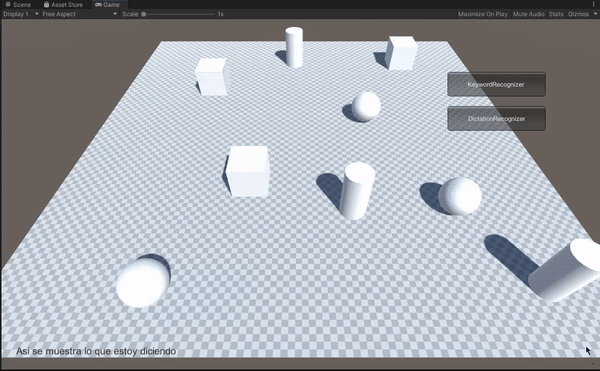 Scene Asset Store Game
Display 1 Free Aspect Scale 1x Maximize On Play Mute Audio Stats Gizmos
KeywordRecognizer
DictationRecognizer
Asi se muestra lo que estoy diciendo